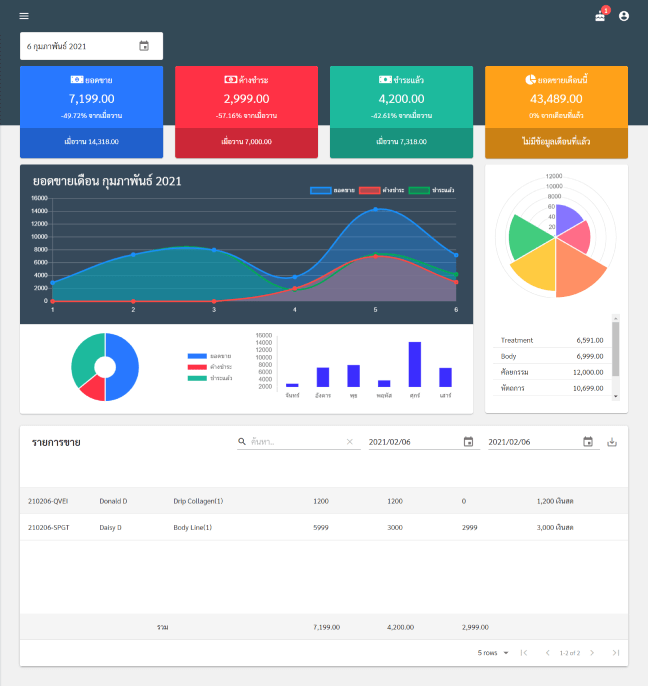 1
6 กุมภาพันธ์ 2021
ยอดขาย
7,199.00
-49.72% จากเมื่อวาน
เมื่อวาน 14,318.00
ค้างชำระ
2,999.00
-57.16% จากเมื่อวาน
เมื่อวาน 7,000.00
ชำระแล้ว
4,200.00
-42.61% จากเมื่อวาน
เมื่อวาน 7,318.00
ยอดขายเดือนนี้
43,489.00
0% จากเดือนที่แล้ว
ไม่มีข้อมูลเดือนที่แล้ว
ยอดขายเดือน กุมภาพันธ์ 2021
ยอดขาย ค้างชำระ ชำระแล้ว
16000
14000
12000
10000
8000
6000
4000
2000
0
1 2 3 4 5 6
12000
10000
8000
60
40
20
ยอดขาย
ค้างชำระ
ชำระแล้ว
16000
14000
12000
10000
8000
6000
4000
2000
จันทร์ อังคาร พุธ พฤหัส ศุกร์ เสาร์
Treatment 6,591.00
Body 6,999.00
ศัลยกรรม 12,000.00
หัตถการ 10,699.00
รายการขาย
ค้นหา..
2021/02/06
2021/02/06
210206-QVEI Donald D Drip Collagen(1) 1200 1200 0 1,200 เงินสด
210206-SPGT Daisy D Body Line(1) 5999 3000 2999 3,000 เงินสด
รวม 7,199.00 4,200.00 2,999.00
5 rows 1-2 of 2